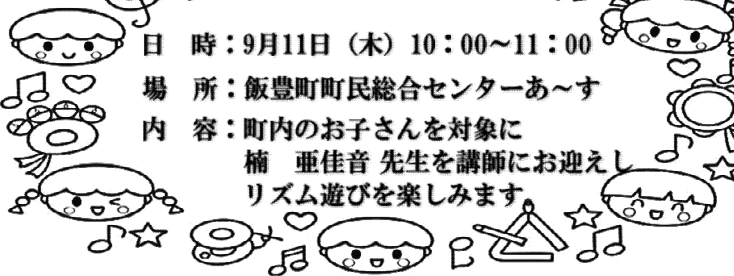 日　時：9月11日（木）10：00～11：00
場　所：飯豊町町民総合センターあ～す
内　容：町内のお子さんを対象に
楠　亜佳音 先生を講師にお迎えし
リズム遊びを楽しみます